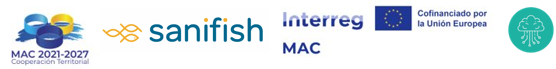 MAC 2021-2027
Cooperación Territorial
sanifish
Interreg
MAC
Cofinanciado por
la Unión Europea